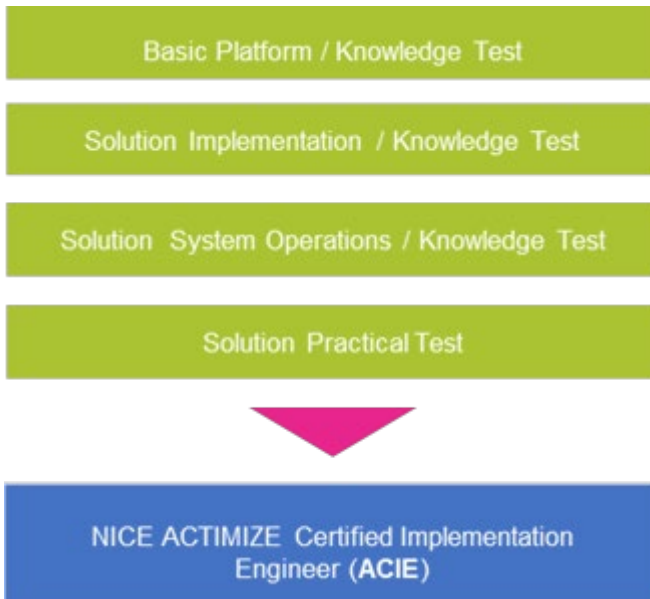 Basic Platform / Knowledge Test
Solution Implementation / Knowledge Test
Solution System Operations / Knowledge Test
Solution Practical Test
NICE ACTIMIZE Certified Implementation
Engineer (ACIE)